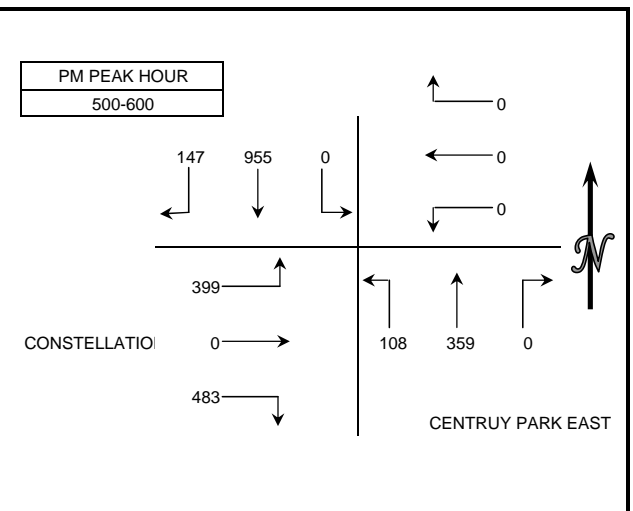 PM PEAK HOUR
500-600
0
147 955 0
0
0
N
399
CONSTELLATIO
0
108 359 0
483
CENTRUY PARK EAST